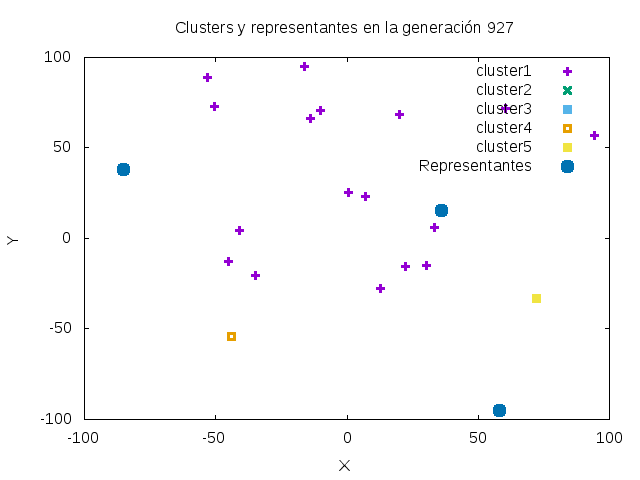 Clusters y representantes en la generación 927
100
50
0
-50
-100
-100
-50
0
50
100
Y
X
cluster1
cluster2
cluster3
cluster4
cluster5
Representantes